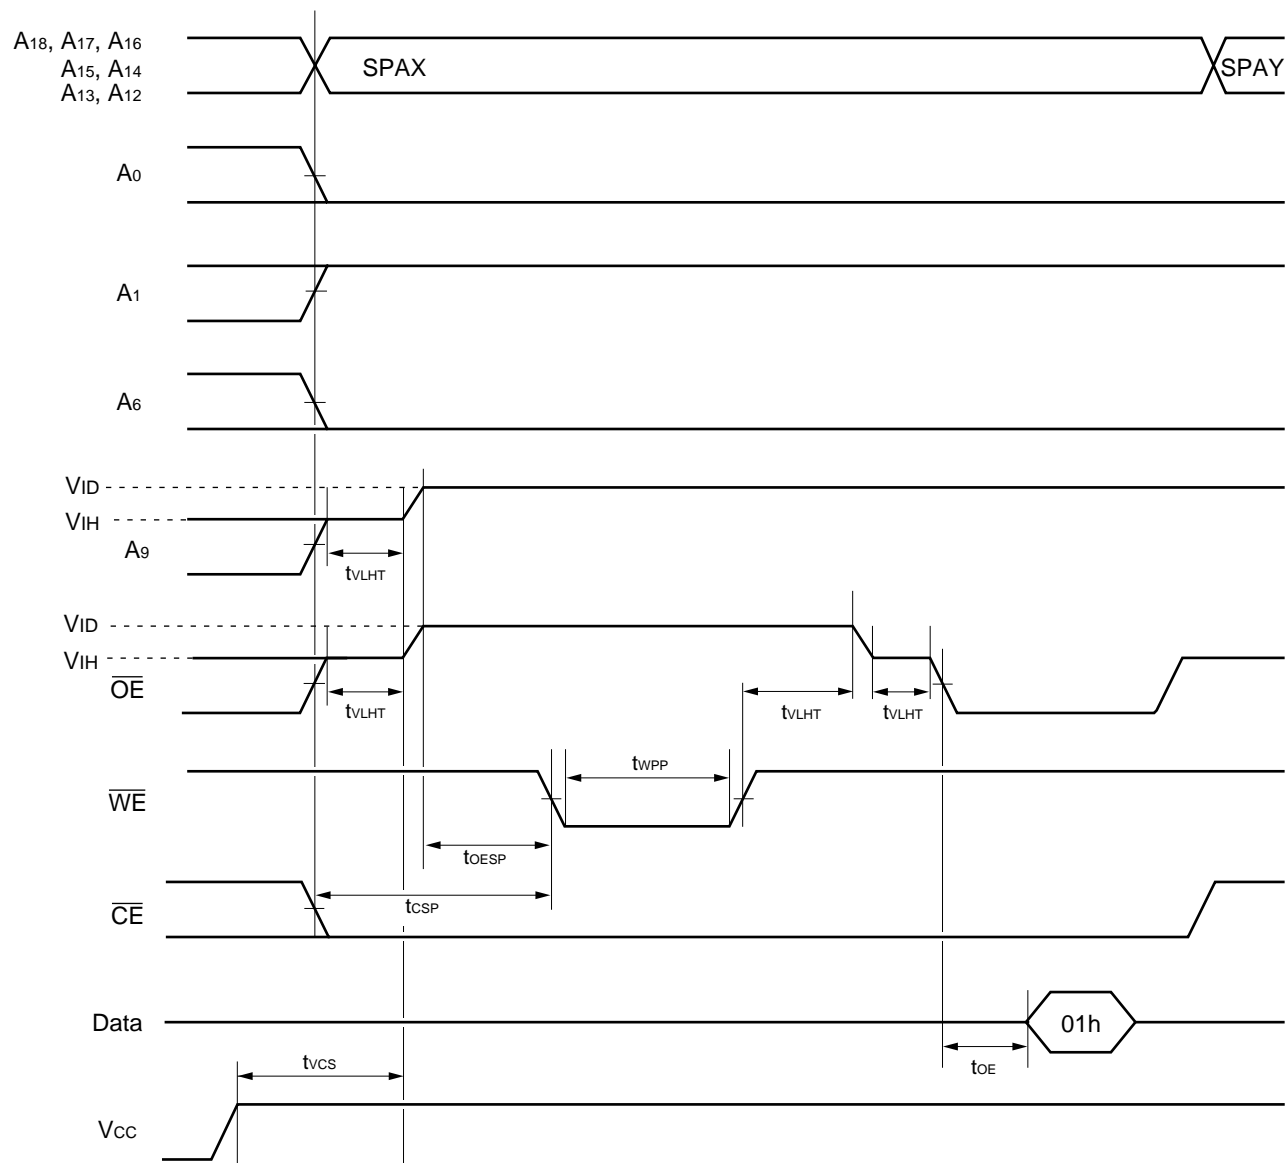 A18, A17, A16
A15, A14
A13, A12
SPAX
SPAY
A0
A1
A6
VID
VIH
A9
tVLHT
VID
VIH
OE
tVLHT
tVLHT
tVLHT
tWPP
WE
tOESP
tCSP
CE
Data
01h
tOE
tVCS
VCC